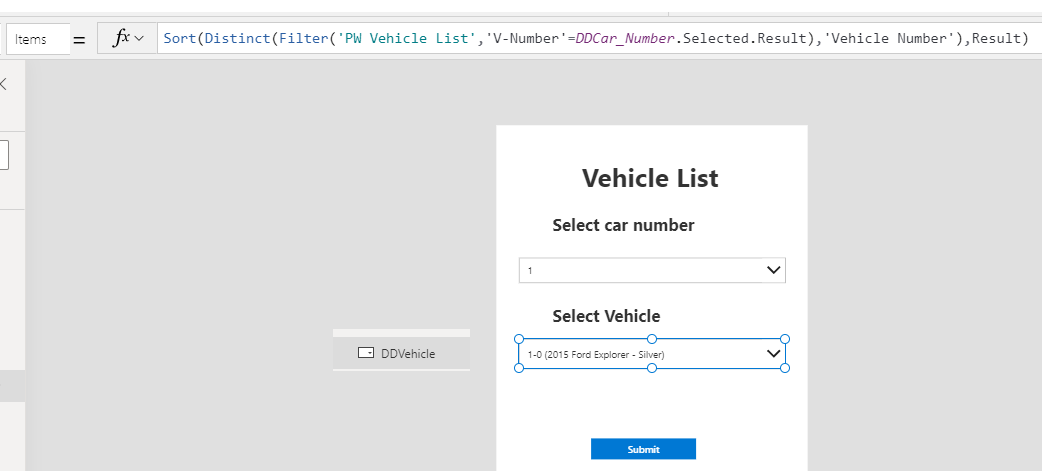 Items = fx Sort(Distinct(Filter('PW Vehicle List','V-Number'=DDCar_Number.Selected.Result),'Vehicle Number'),Result)
Vehicle List
Select car number
1
Select Vehicle
DDVehicle
1-0 (2015 Ford Explorer - Silver)
Submit